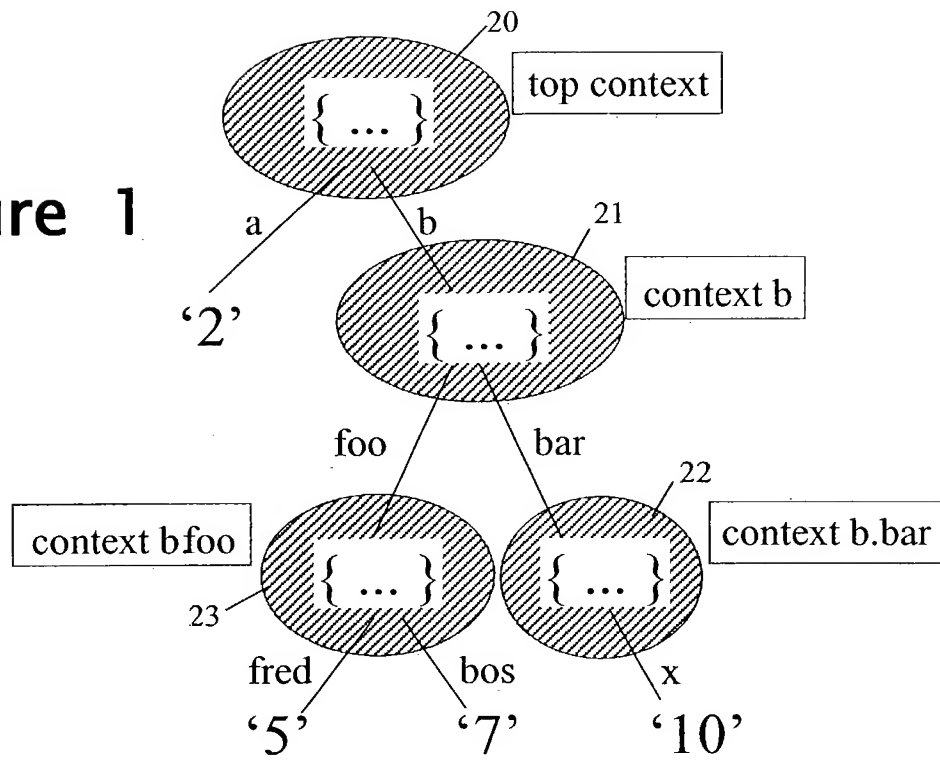 20
top context
{ ... }
ure 1
a
b
21
‘2’
context b
{ ... }
foo
bar
22
context b.foo
context b.bar
{ ... }
{ ... }
23
fred
bos
x
‘5’
‘7’
‘10’